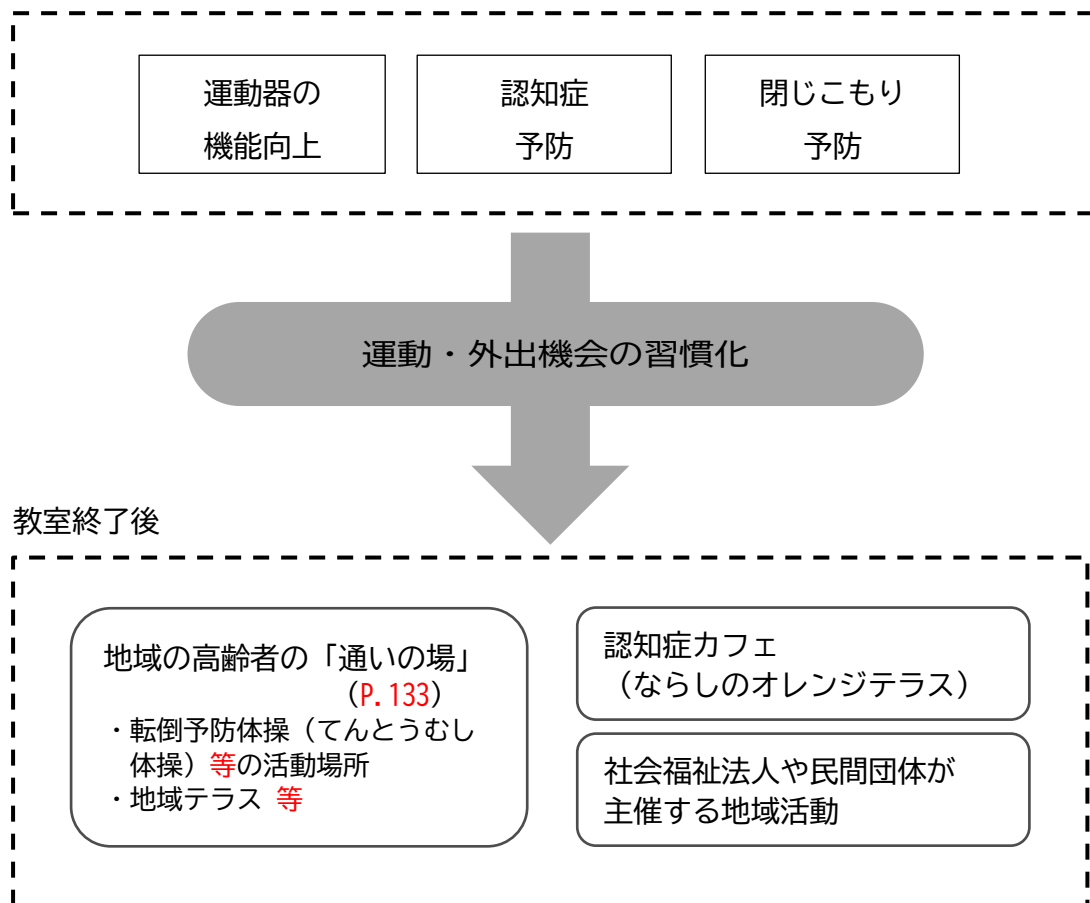 運動器の
機能向上
認知症
予防
閉じこもり
予防
運動・外出機会の習慣化
教室終了後
地域の高齢者の「通いの場」
（P.133）
・転倒予防体操（てんとうむし
体操）等の活動場所
・地域テラス 等
認知症カフェ
（ならしのオレンジテラス）
社会福祉法人や民間団体が
主催する地域活動